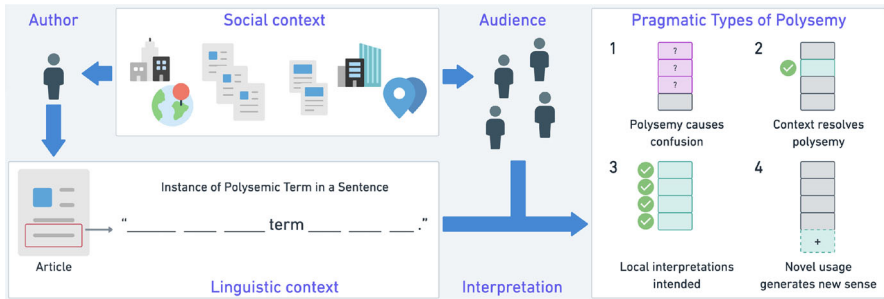 Author
Social context
Audience
Pragmatic Types of Polysemy
1
?
?
?
Polysemy causes
confusion
2
Context resolves
polysemy
3
Local interpretations
intended
4
+
Novel usage
generates new sense
Instance of Polysemic Term in a Sentence
“____ ___ ____ term ____ ___ ___ .”
Article
Linguistic context
Interpretation